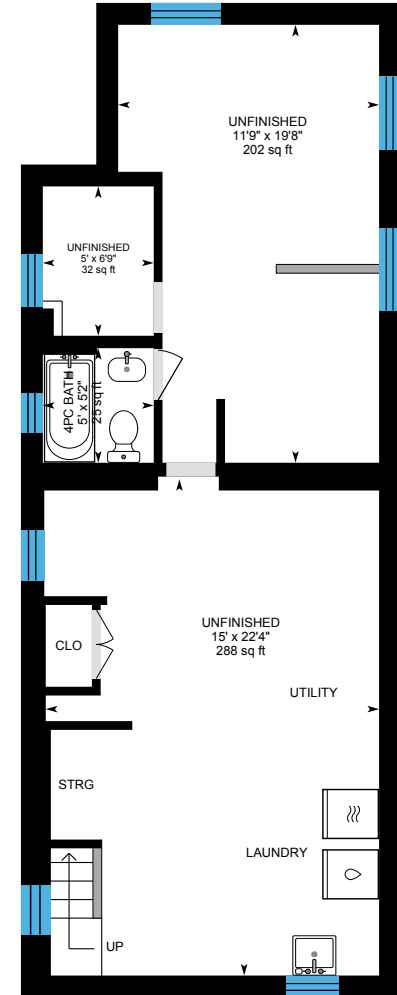 UNFINISHED
11'9" x 19'8"
202 sq ft
UNFINISHED
5' x 6'9"
32 sq ft
4PC BATH
5' x 5'2"
25 sq ft
UNFINISHED
15' x 22'4"
288 sq ft
CLO
UTILITY
STRG
LAUNDRY
UP